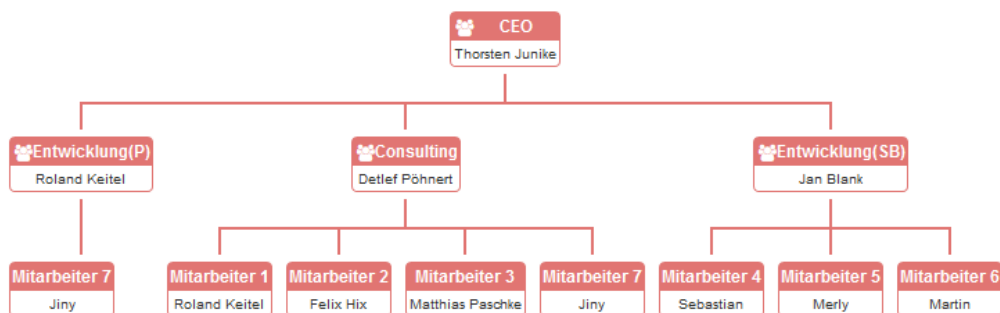 CEO
Thorsten Junike
Entwicklung(P)
Roland Keitel
Consulting
Detlef Pöhnert
Entwicklung(SB)
Jan Blank
Mitarbeiter 7
Jiny
Mitarbeiter 1
Roland Keitel
Mitarbeiter 2
Felix Hix
Mitarbeiter 3
Matthias Paschke
Mitarbeiter 7
Jiny
Mitarbeiter 4
Sebastian
Mitarbeiter 5
Merly
Mitarbeiter 6
Martin